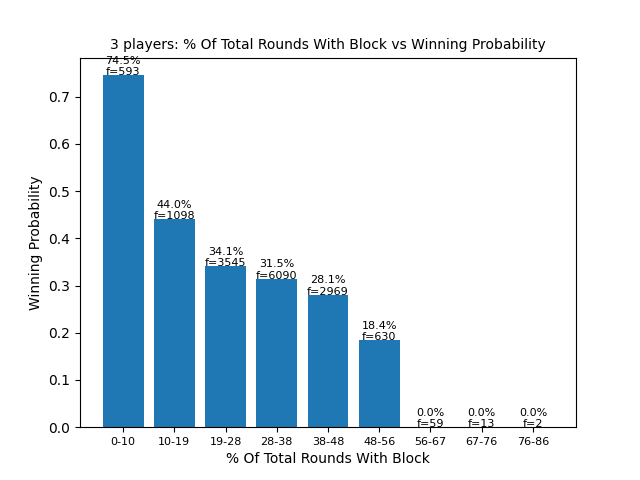 3 players: % Of Total Rounds With Block vs Winning Probability
74.5%
f=593
44.0%
f=1098
34.1%
f=3545
31.5%
f=6090
28.1%
f=2969
18.4%
f=630
0.0%
f=59
0.0%
f=13
0.0%
f=2
0.7
0.6
0.5
0.4
0.3
0.2
0.1
0.0
Winning Probability
0-10 10-19 19-28 28-38 38-48 48-56 56-67 67-76 76-86
% Of Total Rounds With Block